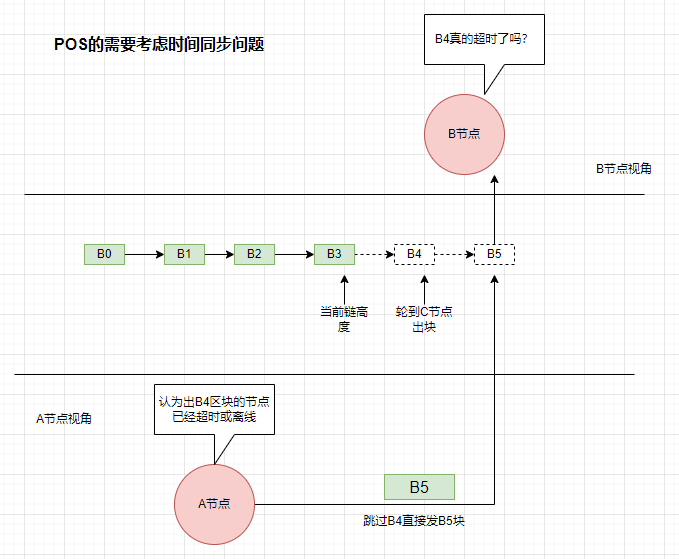 POS的需要考虑时间同步问题
B4真的超时了吗?
B节点
B节点视角
B0
B1
B2
B3
B4
B5
当前链高
度
轮到C节点
出块
A节点视角
认为出B4区块的节点
已经超时或离线
A节点
B5
跳过B4直接发B5块